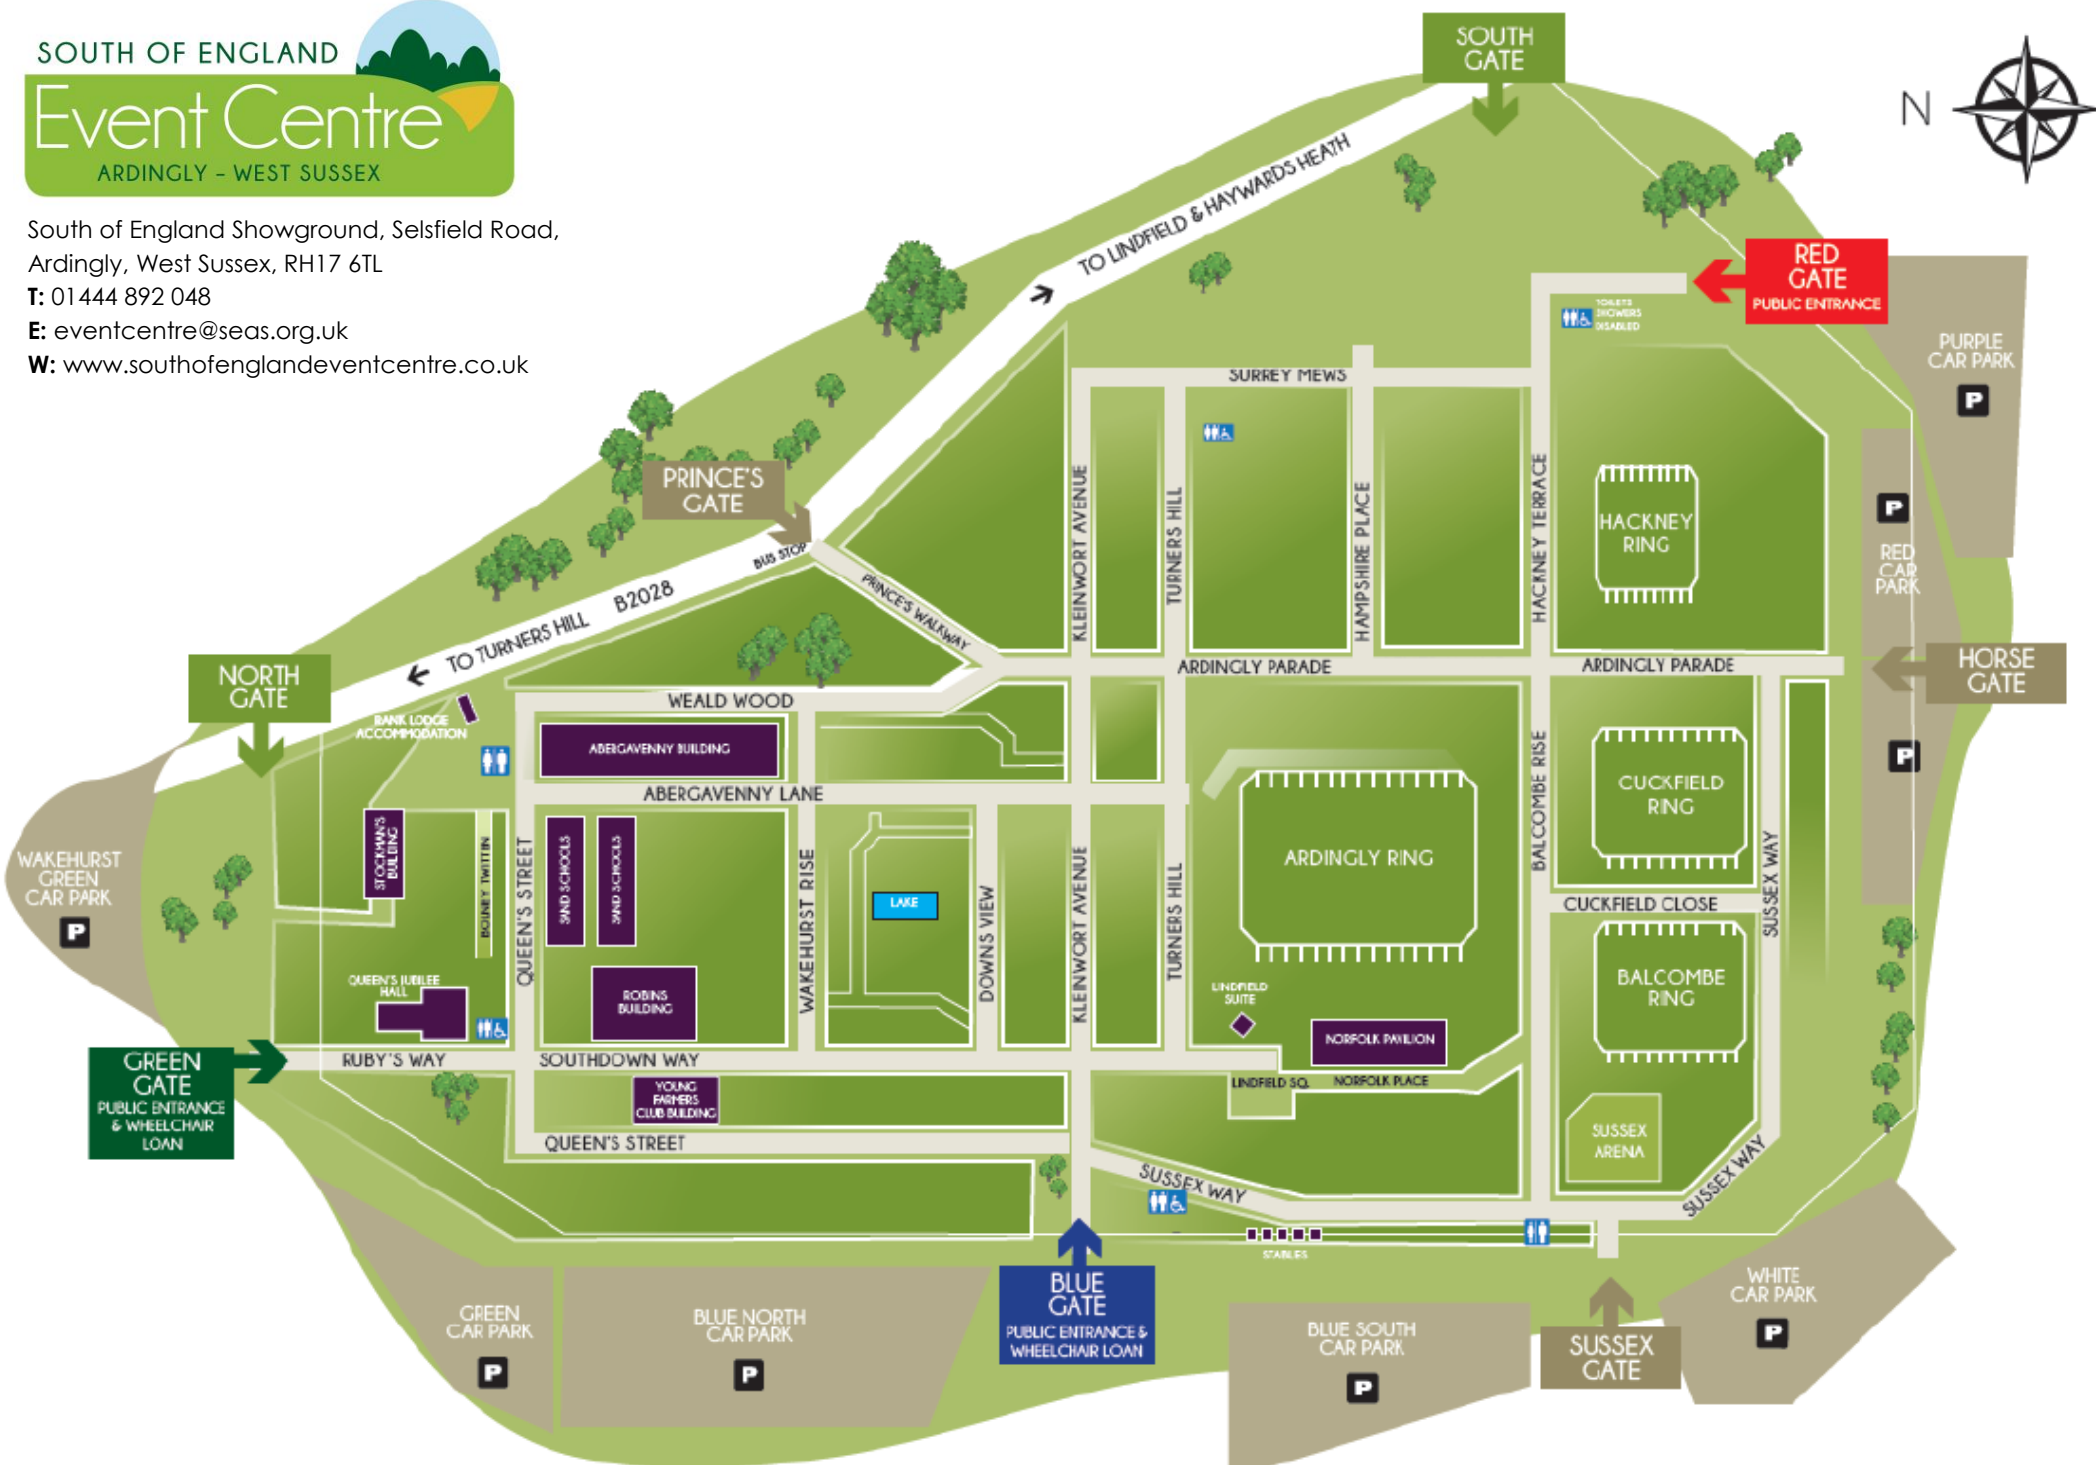 SOUTH OF ENGLAND
Event Centre
ARDINGLY – WEST SUSSEX
South of England Showground, Selsfield Road,
Ardingly, West Sussex, RH17 6TL
T: 01444 892 048
E: eventcentre@seas.org.uk
W: www.southofenglandeventcentre.co.uk
SOUTH
GATE
N
TO LINDFIELD & HAYWARDS HEATH
RED
GATE
PUBLIC ENTRANCE
TOILETS
SHOWERS
DISABLED
PURPLE
CAR PARK
P
SURREY MEWS
PRINCE'S
GATE
BUS STOP
PRINCE'S WALKWAY
KLEINWORT AVENUE
TURNERS HILL
HAMPSHIRE PLACE
HACKNEY TERRACE
HACKNEY
RING
P
RED
CAR
PARK
B2028
TO TURNERS HILL
NORTH
GATE
ARDINGLY PARADE
ARDINGLY PARADE
HORSE
GATE
P
RANK LODGE
ACCOMMODATION
WEALD WOOD
ABERGAVENNY BUILDING
ABERGAVENNY LANE
STOCKMAN'S
BUILDING
BOLNEY TWITTIN
QUEEN'S STREET
SAND SCHOOLS
SAND SCHOOLS
WAKEHURST RISE
LAKE
DOWNS VIEW
KLENWORT AVENUE
TURNERS HILL
ARDINGLY RING
BALCOMBE RISE
CUCKFIELD
RING
SUSSEX WAY
CUCKFIELD CLOSE
BALCOMBE
RING
WAKEHURST
GREEN
CAR PARK
P
QUEEN'S JUBILEE
HALL
ROBINS
BUILDING
LINDFIELD
SUITE
NORFOLK PAVILION
GREEN
GATE
PUBLIC ENTRANCE
& WHEELCHAIR
LOAN
RUBY'S WAY
SOUTHDOWN WAY
LINDFIELD SQ.
NORFOLK PLACE
YOUNG
FARMERS
CLUB BUILDING
QUEEN'S STREET
SUSSEX
ARENA
SUSSEX WAY
SUSSEX WAY
STABLES
BLUE
GATE
PUBLIC ENTRANCE &
WHEELCHAIR LOAN
GREEN
CAR PARK
P
BLUE NORTH
CAR PARK
P
BLUE SOUTH
CAR PARK
P
SUSSEX
GATE
WHITE
CAR PARK
P